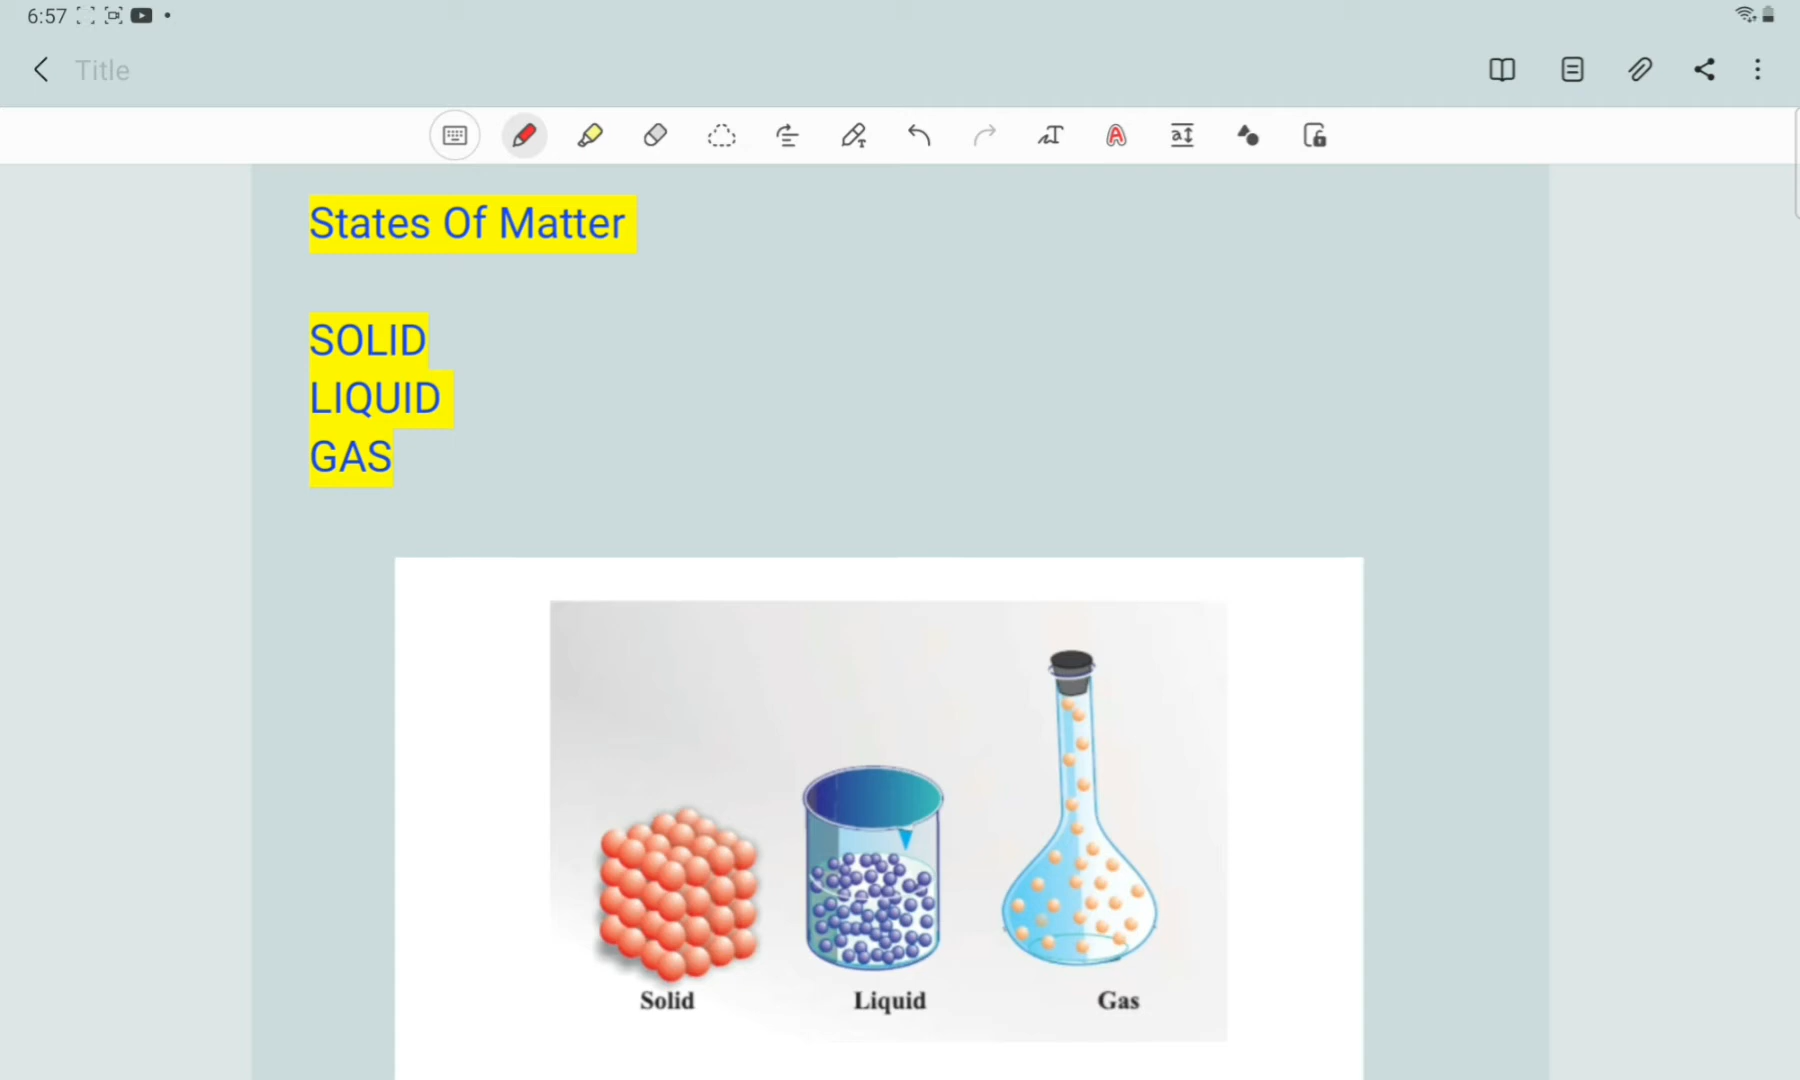 6:57
Title
States Of Matter
SOLID
LIQUID
GAS
Solid Liquid Gas